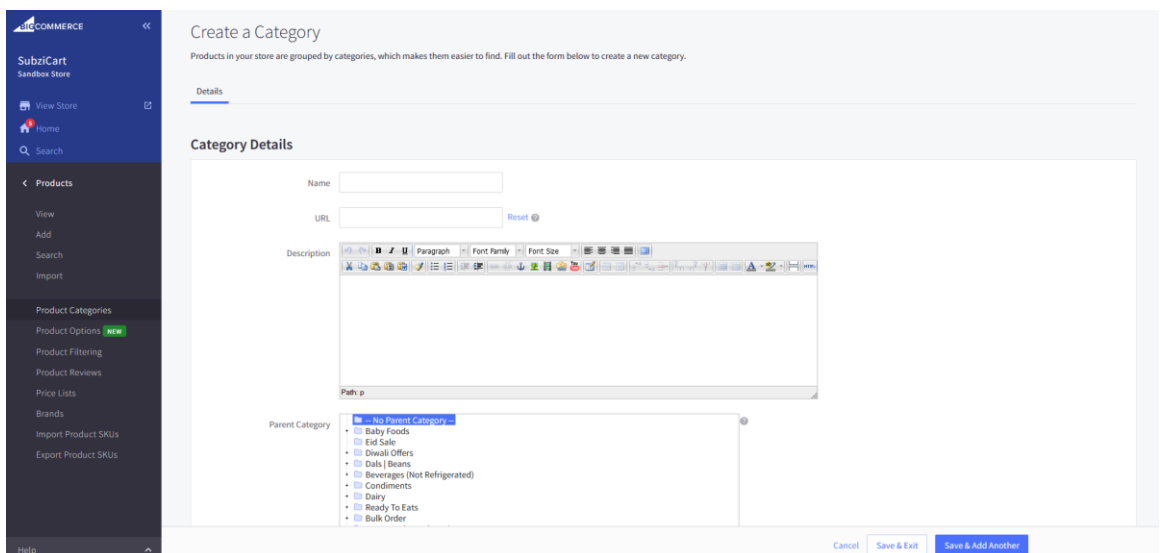 BIGCOMMERCE
SubziCart
Sandbox Store
View Store
5
Home
Search
Products
View
Add
Search
Import
Product Categories
Product Options NEW
Product Filtering
Product Reviews
Price Lists
Brands
Import Product SKUs
Export Product SKUs
Help
Create a Category
Products in your store are grouped by categories, which makes them easier to find. Fill out the form below to create a new category.
Details
Category Details
Name
URL
Reset
Description
B I U Paragraph Font Family Font Size
HTML
Path: p
Parent Category
-- No Parent Category --
Baby Foods
Eid Sale
Diwali Offers
Dals | Beans
Beverages (Not Refrigerated)
Condiments
Dairy
Ready To Eats
Bulk Order
Cancel Save & Exit Save & Add Another